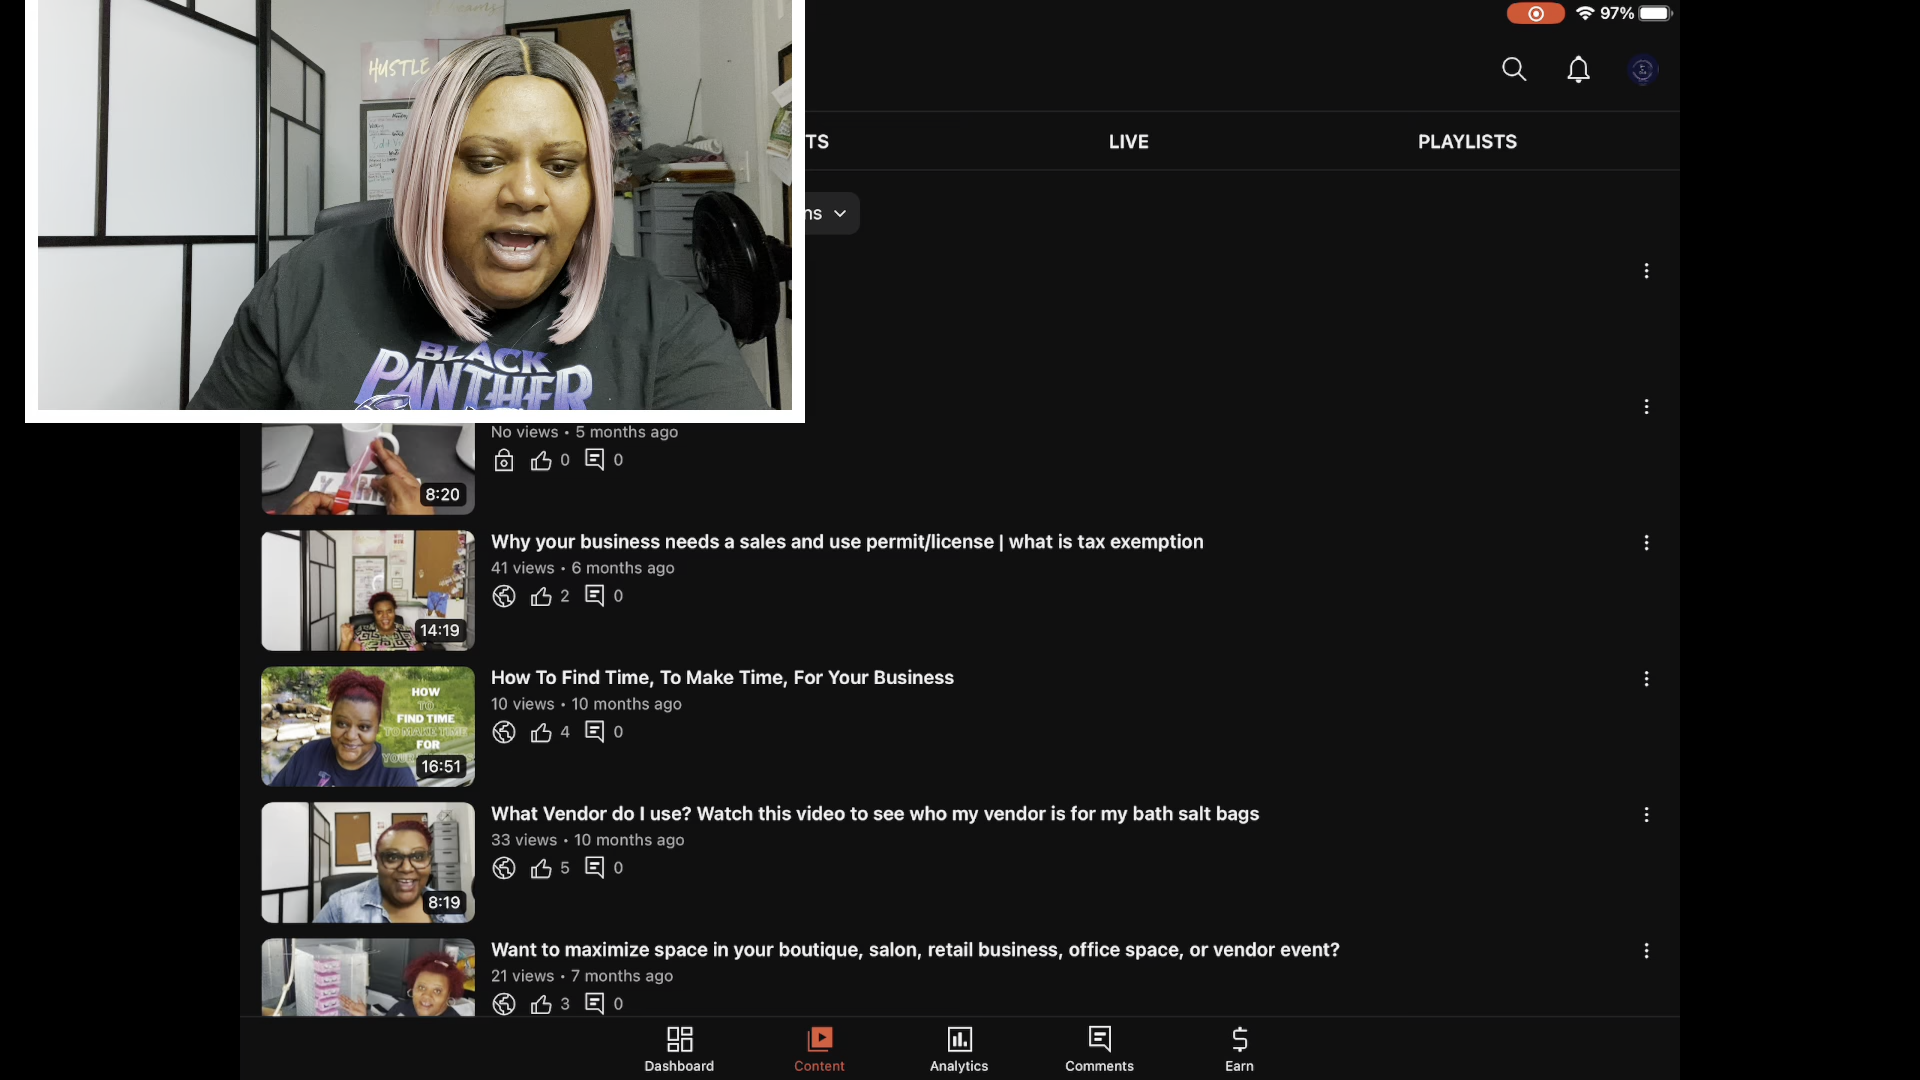 97%
HUSTLE
TS
LIVE
PLAYLISTS
ns
BLACK
PANTHER
No views • 5 months ago
0
0
8:20
Why your business needs a sales and use permit/license | what is tax exemption
41 views • 6 months ago
2
0
14:19
How To Find Time, To Make Time, For Your Business
10 views • 10 months ago
4
0
HOW
TO
FIND TIME
TO MAKE TIME
FOR
16:51
What Vendor do I use? Watch this video to see who my vendor is for my bath salt bags
33 views • 10 months ago
5
0
8:19
Want to maximize space in your boutique, salon, retail business, office space, or vendor event?
21 views • 7 months ago
3
0
Dashboard
Content
Analytics
Comments
Earn